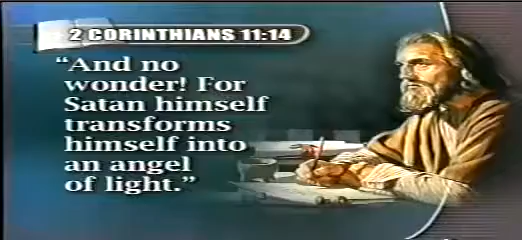 2 CORINTHIANS 11:14
“And no
wonder! For
Satan himself
transforms
himself into
an angel
of light.”